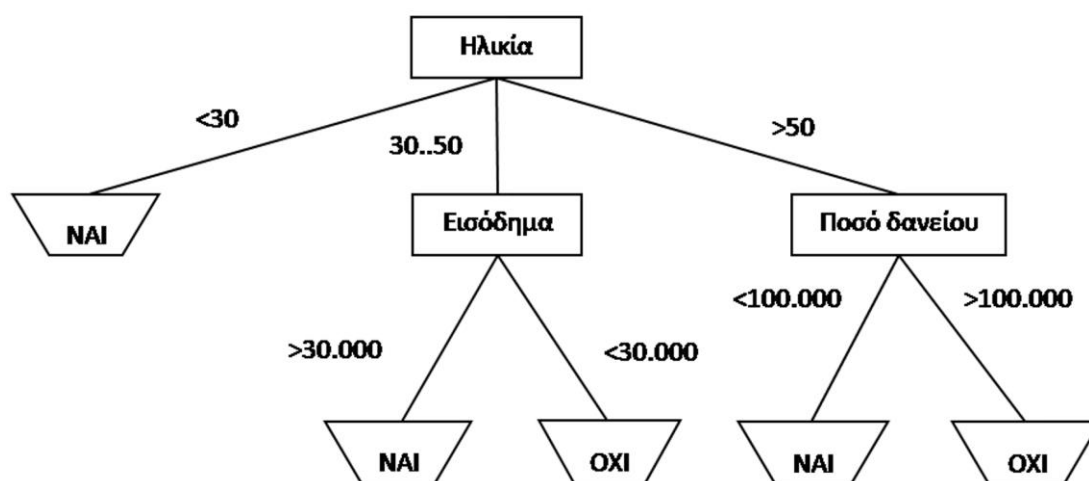 Ηλικία
<30
30..50
>50
ΝΑΙ
Εισόδημα
Ποσό δανείου
>30.000
<30.000
<100.000
>100.000
ΝΑΙ
ΟΧΙ
ΝΑΙ
ΟΧΙ